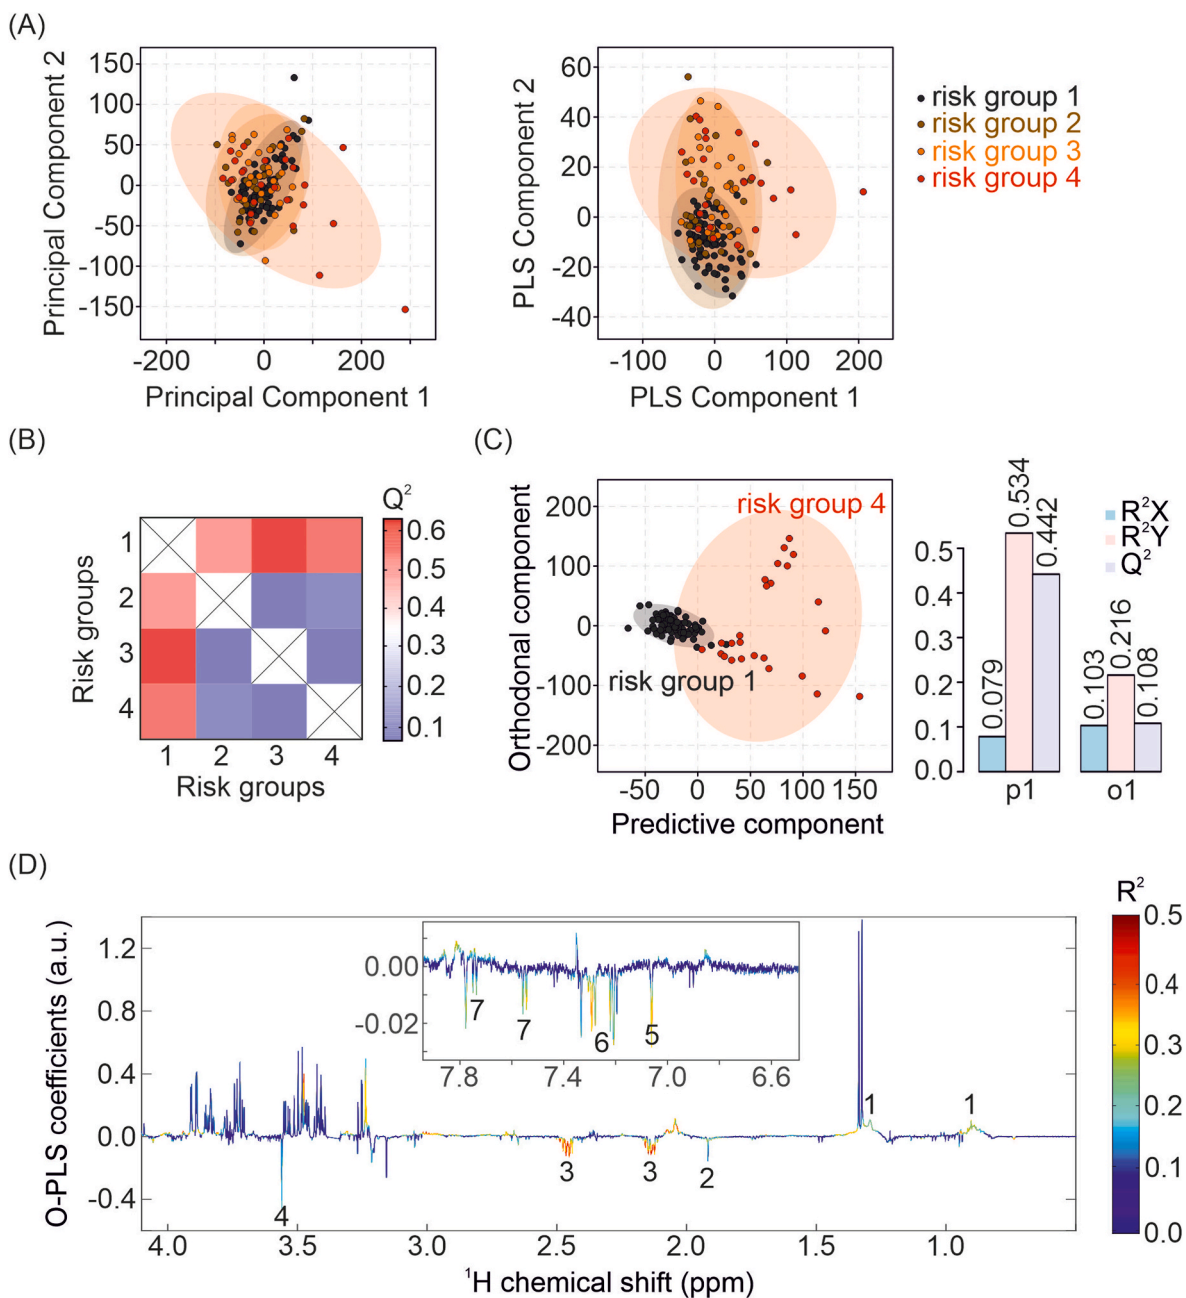 (A)
Principal Component 2
150
100
50
0
-50
-100
-150
-200 0 200
Principal Component 1
PLS Component 2
60
40
20
0
-20
-40
-100 0 100 200
PLS Component 1
risk group 1
risk group 2
risk group 3
risk group 4
(B)
Risk groups
1
2
3
4
1 2 3 4
Risk groups
Q²
0.6
0.5
0.4
0.3
0.2
0.1
(C)
Orthodonal component
200
100
0
-100
-200
risk group 4
risk group 1
-50 0 50 100 150
Predictive component
0.5
0.4
0.3
0.2
0.1
0.0
0.079
0.534
0.442
0.103
0.216
0.108
p1 o1
R²X
R²Y
Q²
(D)
O-PLS coefficients (a.u.)
1.2
0.8
0.4
0.0
-0.4
0.00
-0.02
7 7 6 5
7.8 7.4 7.0 6.6
4 3 3 2 1 1
4.0 3.5 3.0 2.5 2.0 1.5 1.0
¹H chemical shift (ppm)
R²
0.5
0.4
0.3
0.2
0.1
0.0